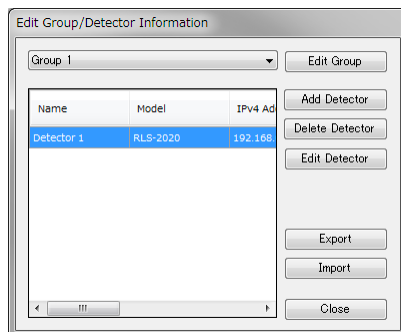 Edit Group/Detector Information
Group 1
Edit Group
Name Model IPv4 Ad
Add Detector
Detector 1 RLS-2020 192.168.
Delete Detector
Edit Detector
Export
Import
Close